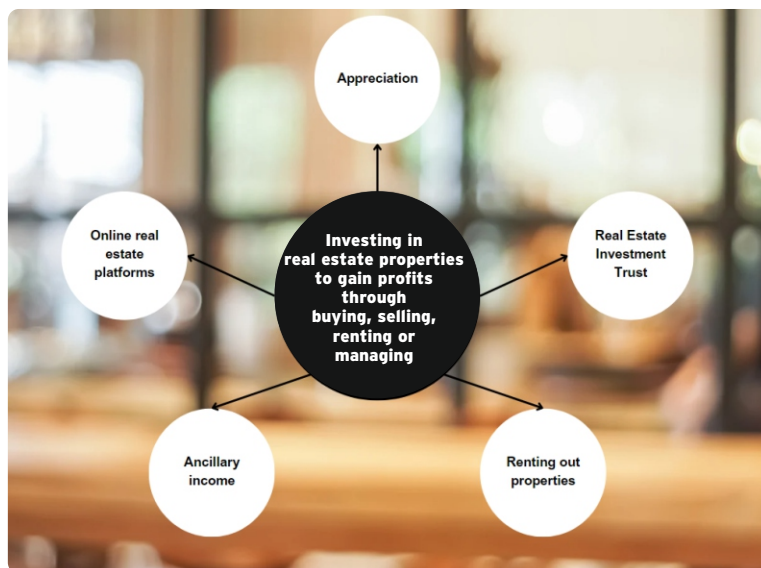 Appreciation
Online real
estate
platforms
Investing in
real estate properties
to gain profits
through
buying, selling,
renting or
managing
Real Estate
Investment
Trust
Ancillary
income
Renting out
properties